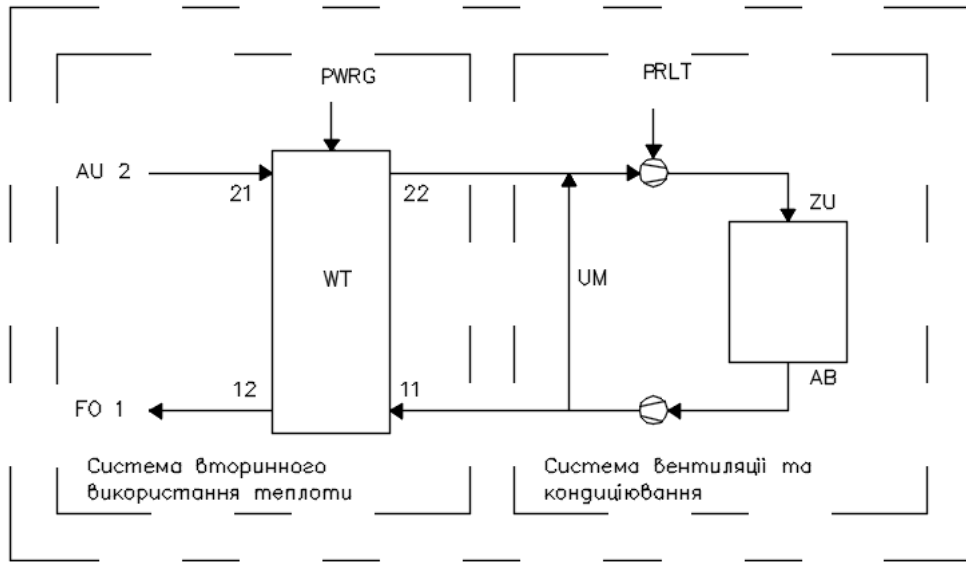 PWRG
PRLT
AU 2
21
22
ZU
WT
UM
AB
12
11
FO 1
Система вторинного
використання теплоти
Система вентиляції та
кондиціювання